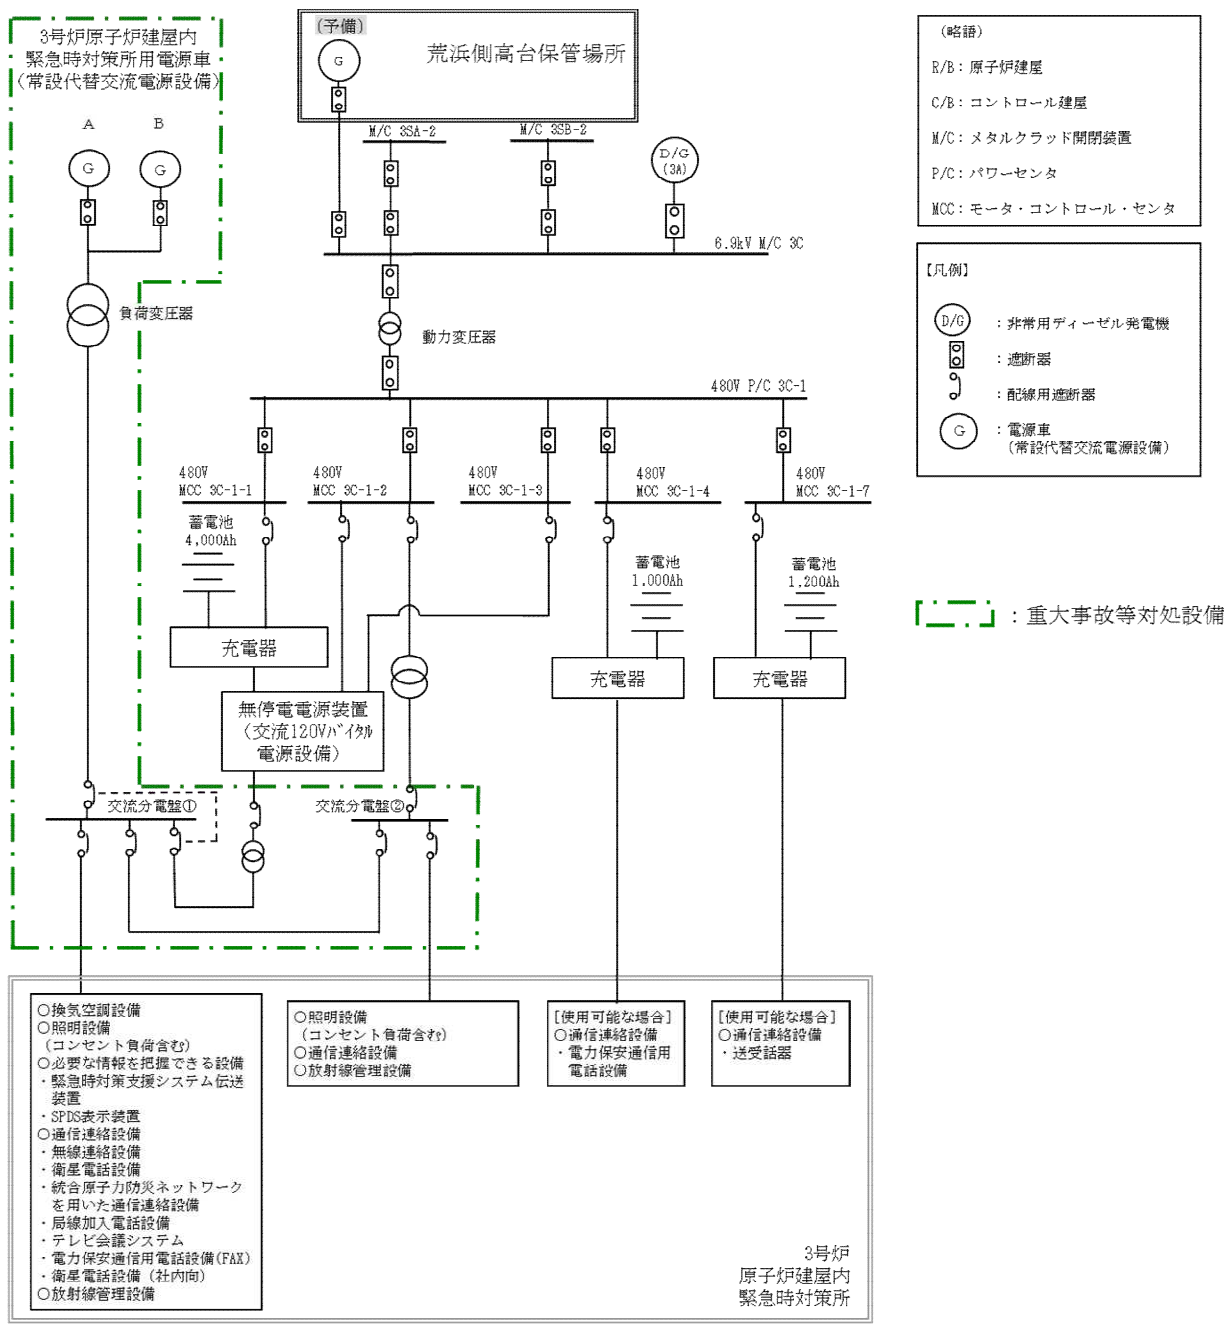 3号炉原子炉建屋内
緊急時対策所用電源車
(常設代替交流電源設備)
A
B
G
G
(予備)
G
荒浜側高台保管場所
M/C 3SA-2
M/C 3SB-2
D/G
(3A)
6.9kV M/C 3C
負荷変圧器
動力変圧器
480V P/C 3C-1
480V
MCC 3C-1-1
480V
MCC 3C-1-2
480V
MCC 3C-1-3
480V
MCC 3C-1-4
480V
MCC 3C-1-7
蓄電池
4,000Ah
蓄電池
1.000Ah
蓄電池
1,200Ah
充電器
充電器
充電器
無停電電源装置
(交流120Vバイタル
電源設備)
交流分電盤①
交流分電盤②
○換気空調設備
○照明設備
(コンセント負荷含む)
○必要な情報を把握できる設備
・緊急時対策支援システム伝送
装置
・SPDS表示装置
○通信連絡設備
・無線連絡設備
・衛星電話設備
・統合原子力防災ネットワーク
を用いた通信連絡設備
・局線加入電話設備
・テレビ会議システム
・電力保安通信用電話設備(FAX)
・衛星電話設備(社内向)
○放射線管理設備
○照明設備
(コンセント負荷含む)
○通信連絡設備
○放射線管理設備
[使用可能な場合]
○通信連絡設備
・電力保安通信用
電話設備
[使用可能な場合]
○通信連絡設備
・送受話器
3号炉
原子炉建屋内
緊急時対策所
(略語)
R/B：原子炉建屋
C/B：コントロール建屋
M/C：メタルクラッド開閉装置
P/C：パワーセンタ
MCC：モータ・コントロール・センタ
【凡例】
D/G ：非常用ディーゼル発電機
：遮断器
：配線用遮断器
G ：電源車
(常設代替交流電源設備)
：重大事故等対処設備